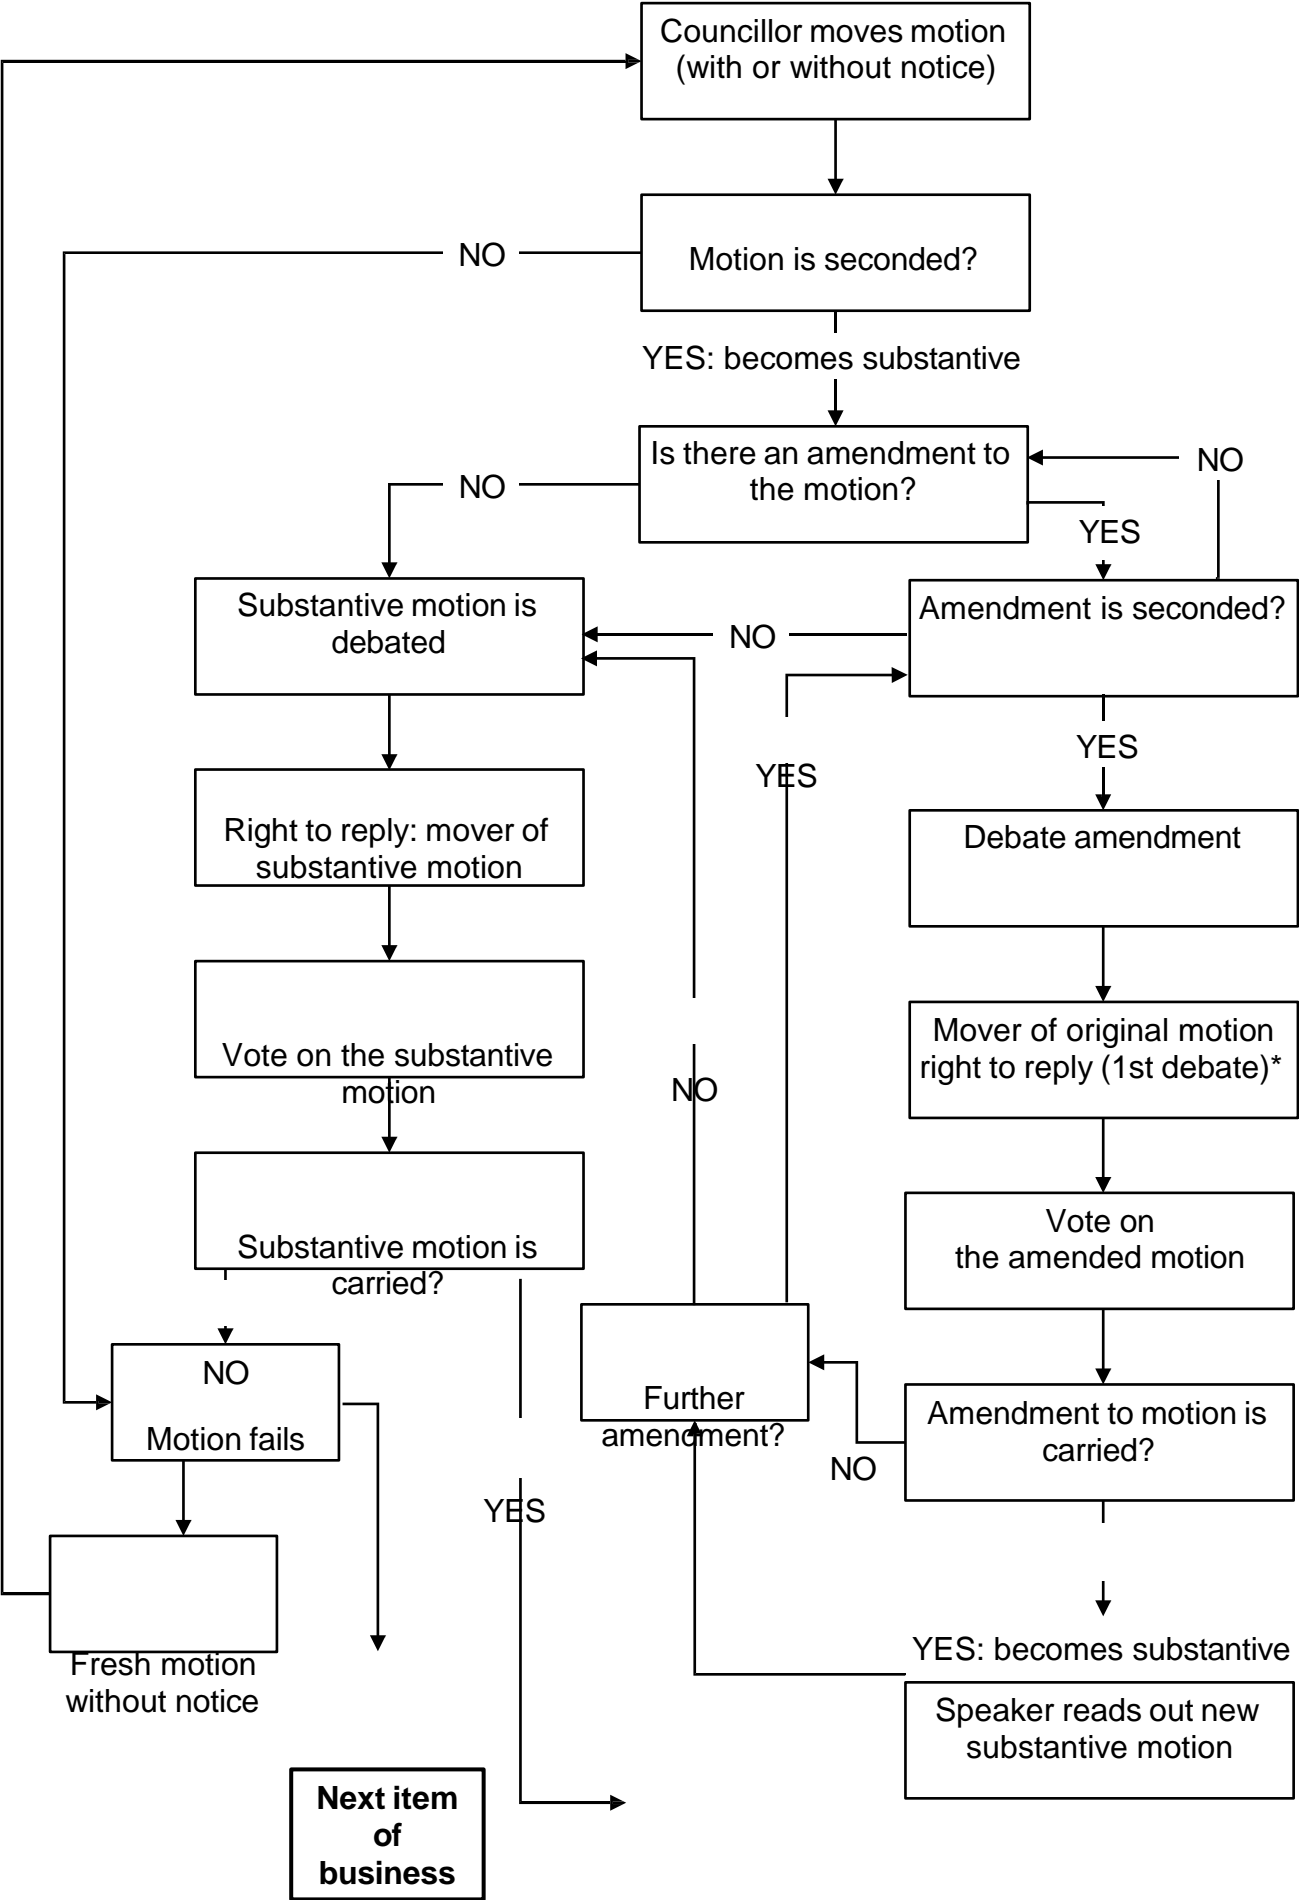 Councillor moves motion
(with or without notice)
NO
Motion is seconded?
YES: becomes substantive
Is there an amendment to
the motion?
NO
NO
YES
Substantive motion is
debated
Amendment is seconded?
NO
YES
YES
Right to reply: mover of
substantive motion
Debate amendment
Vote on the substantive
motion
NO
Mover of original motion
right to reply (1st debate)*
Substantive motion is
carried?
Vote on
the amended motion
NO
Motion fails
Further
amendment?
NO
Amendment to motion is
carried?
YES
Fresh motion
without notice
YES: becomes substantive
Speaker reads out new
substantive motion
Next item
of
business